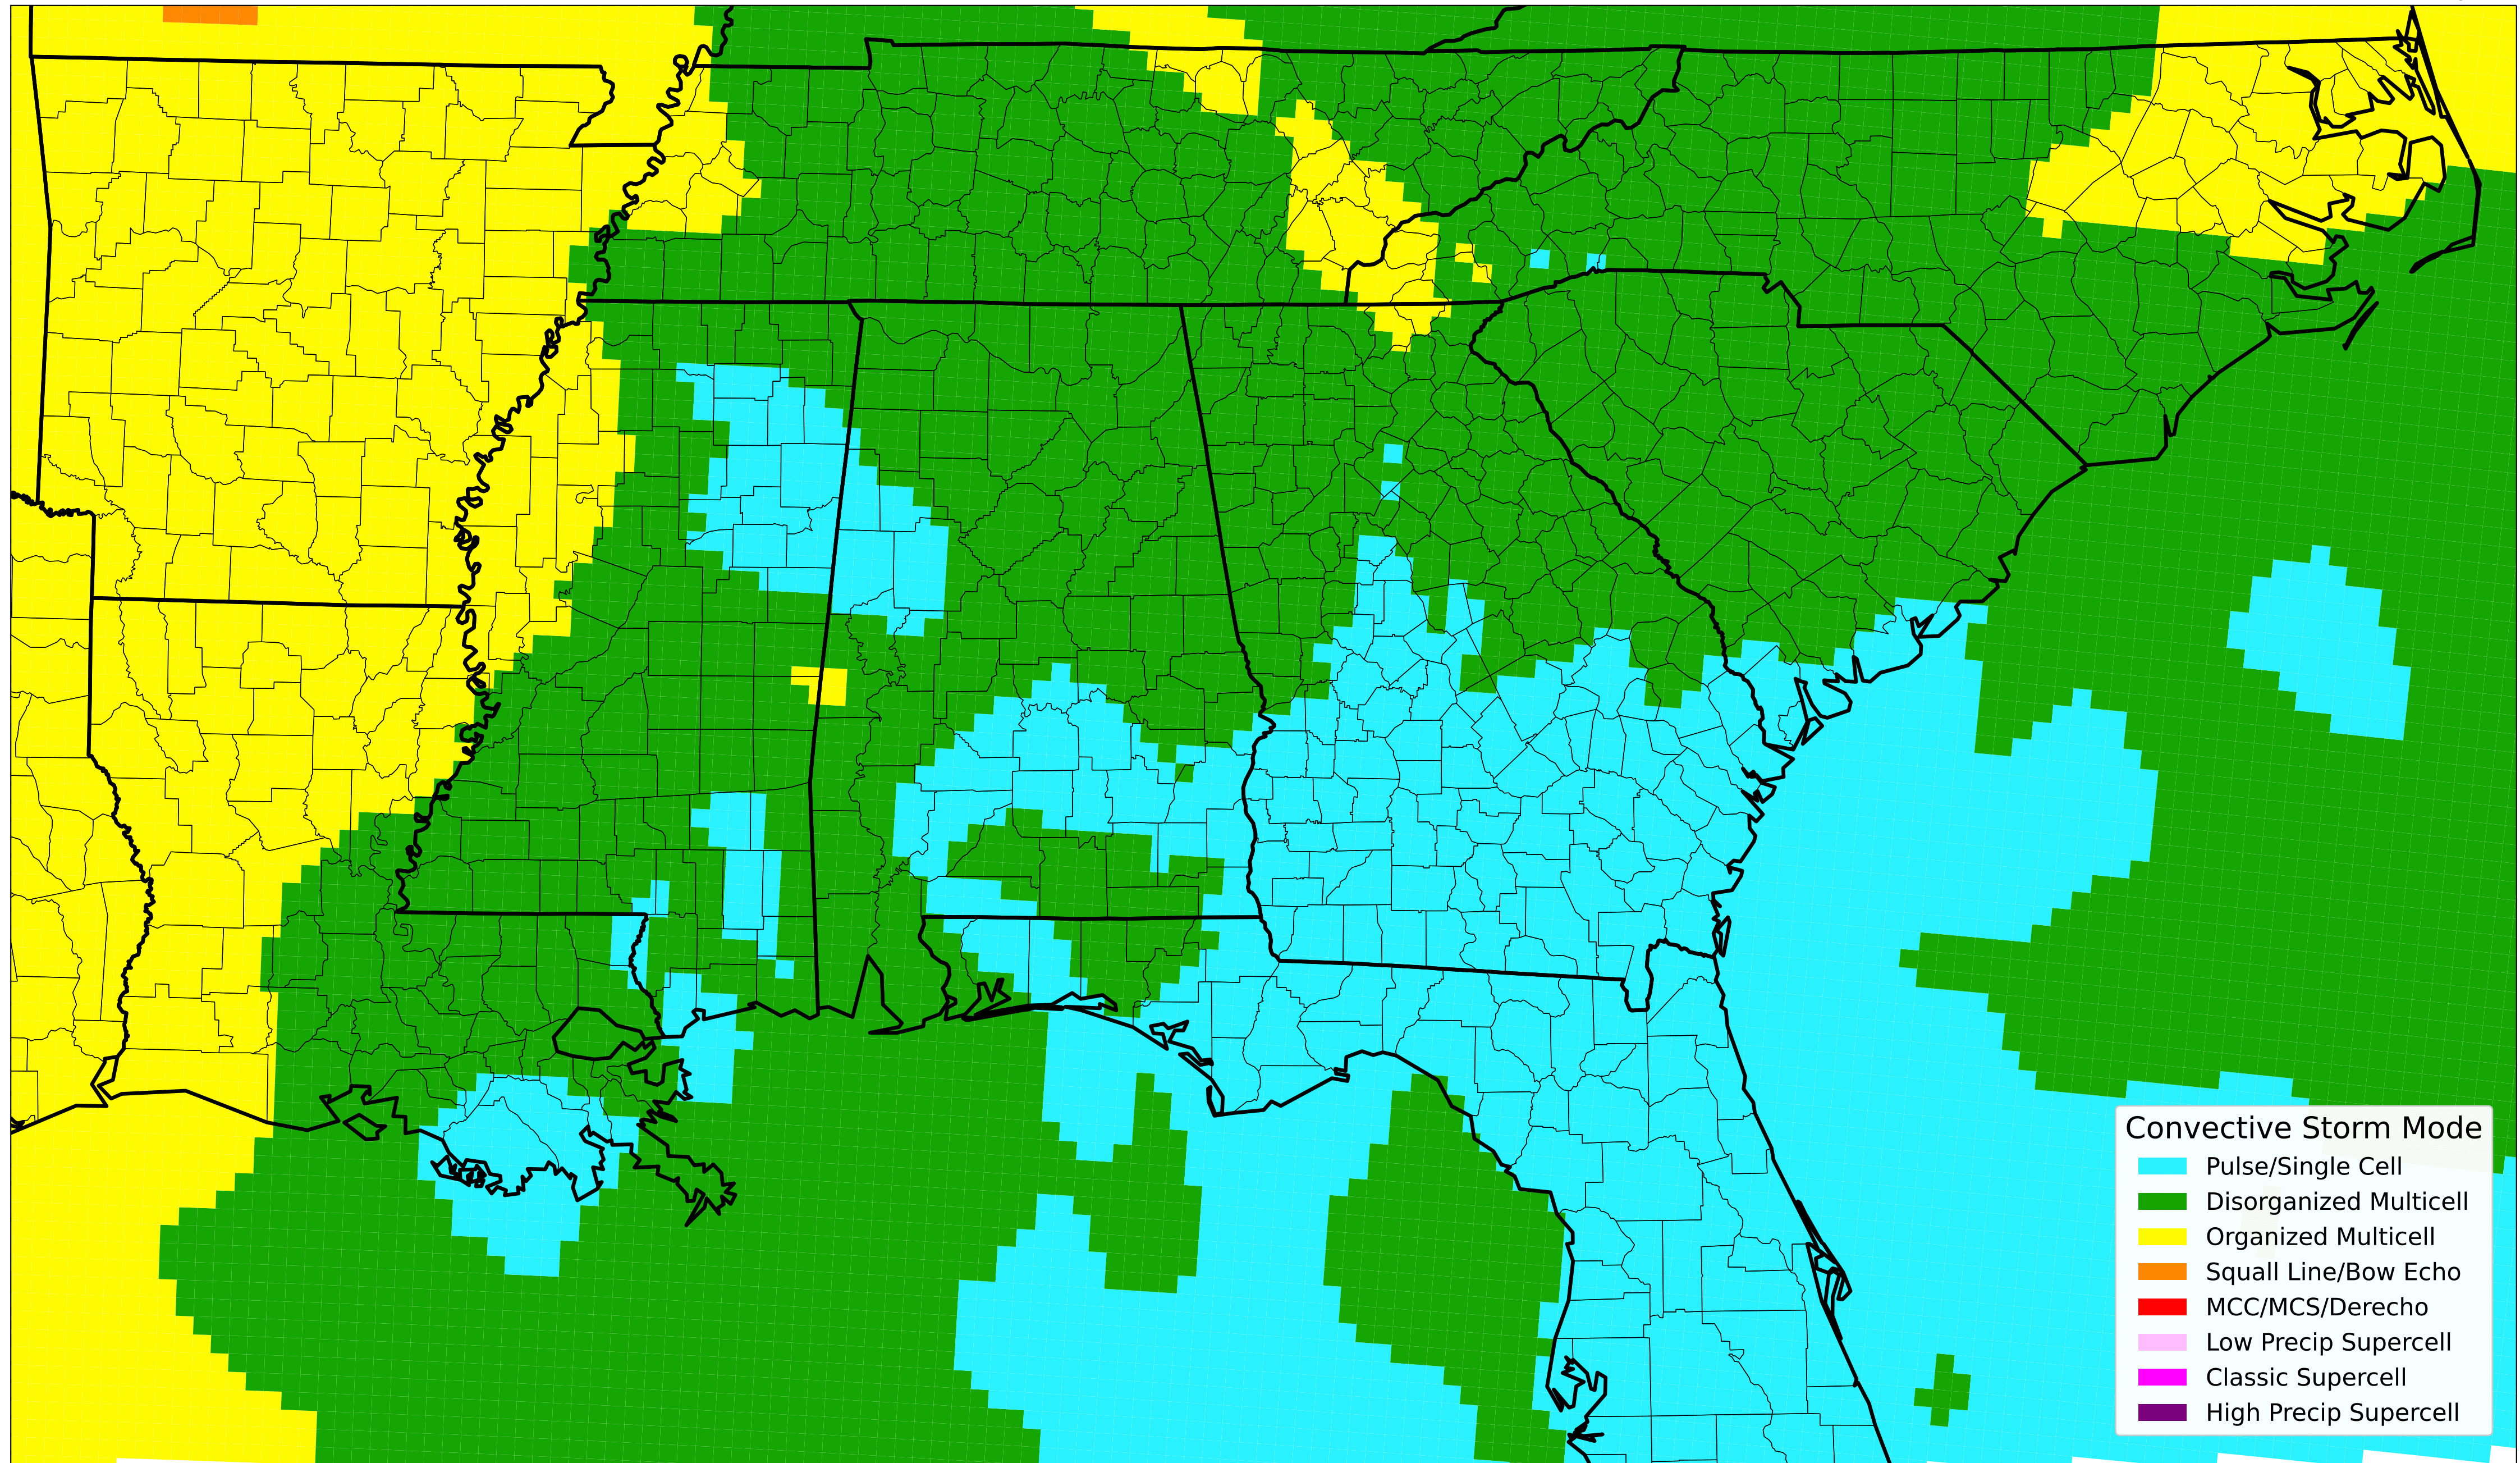 Convective Storm Mode
Pulse/Single Cell
Disorganized Multicell
Organized Multicell
Squall Line/Bow Echo
MCC/MCS/Derecho
Low Precip Supercell
Classic Supercell
High Precip Supercell